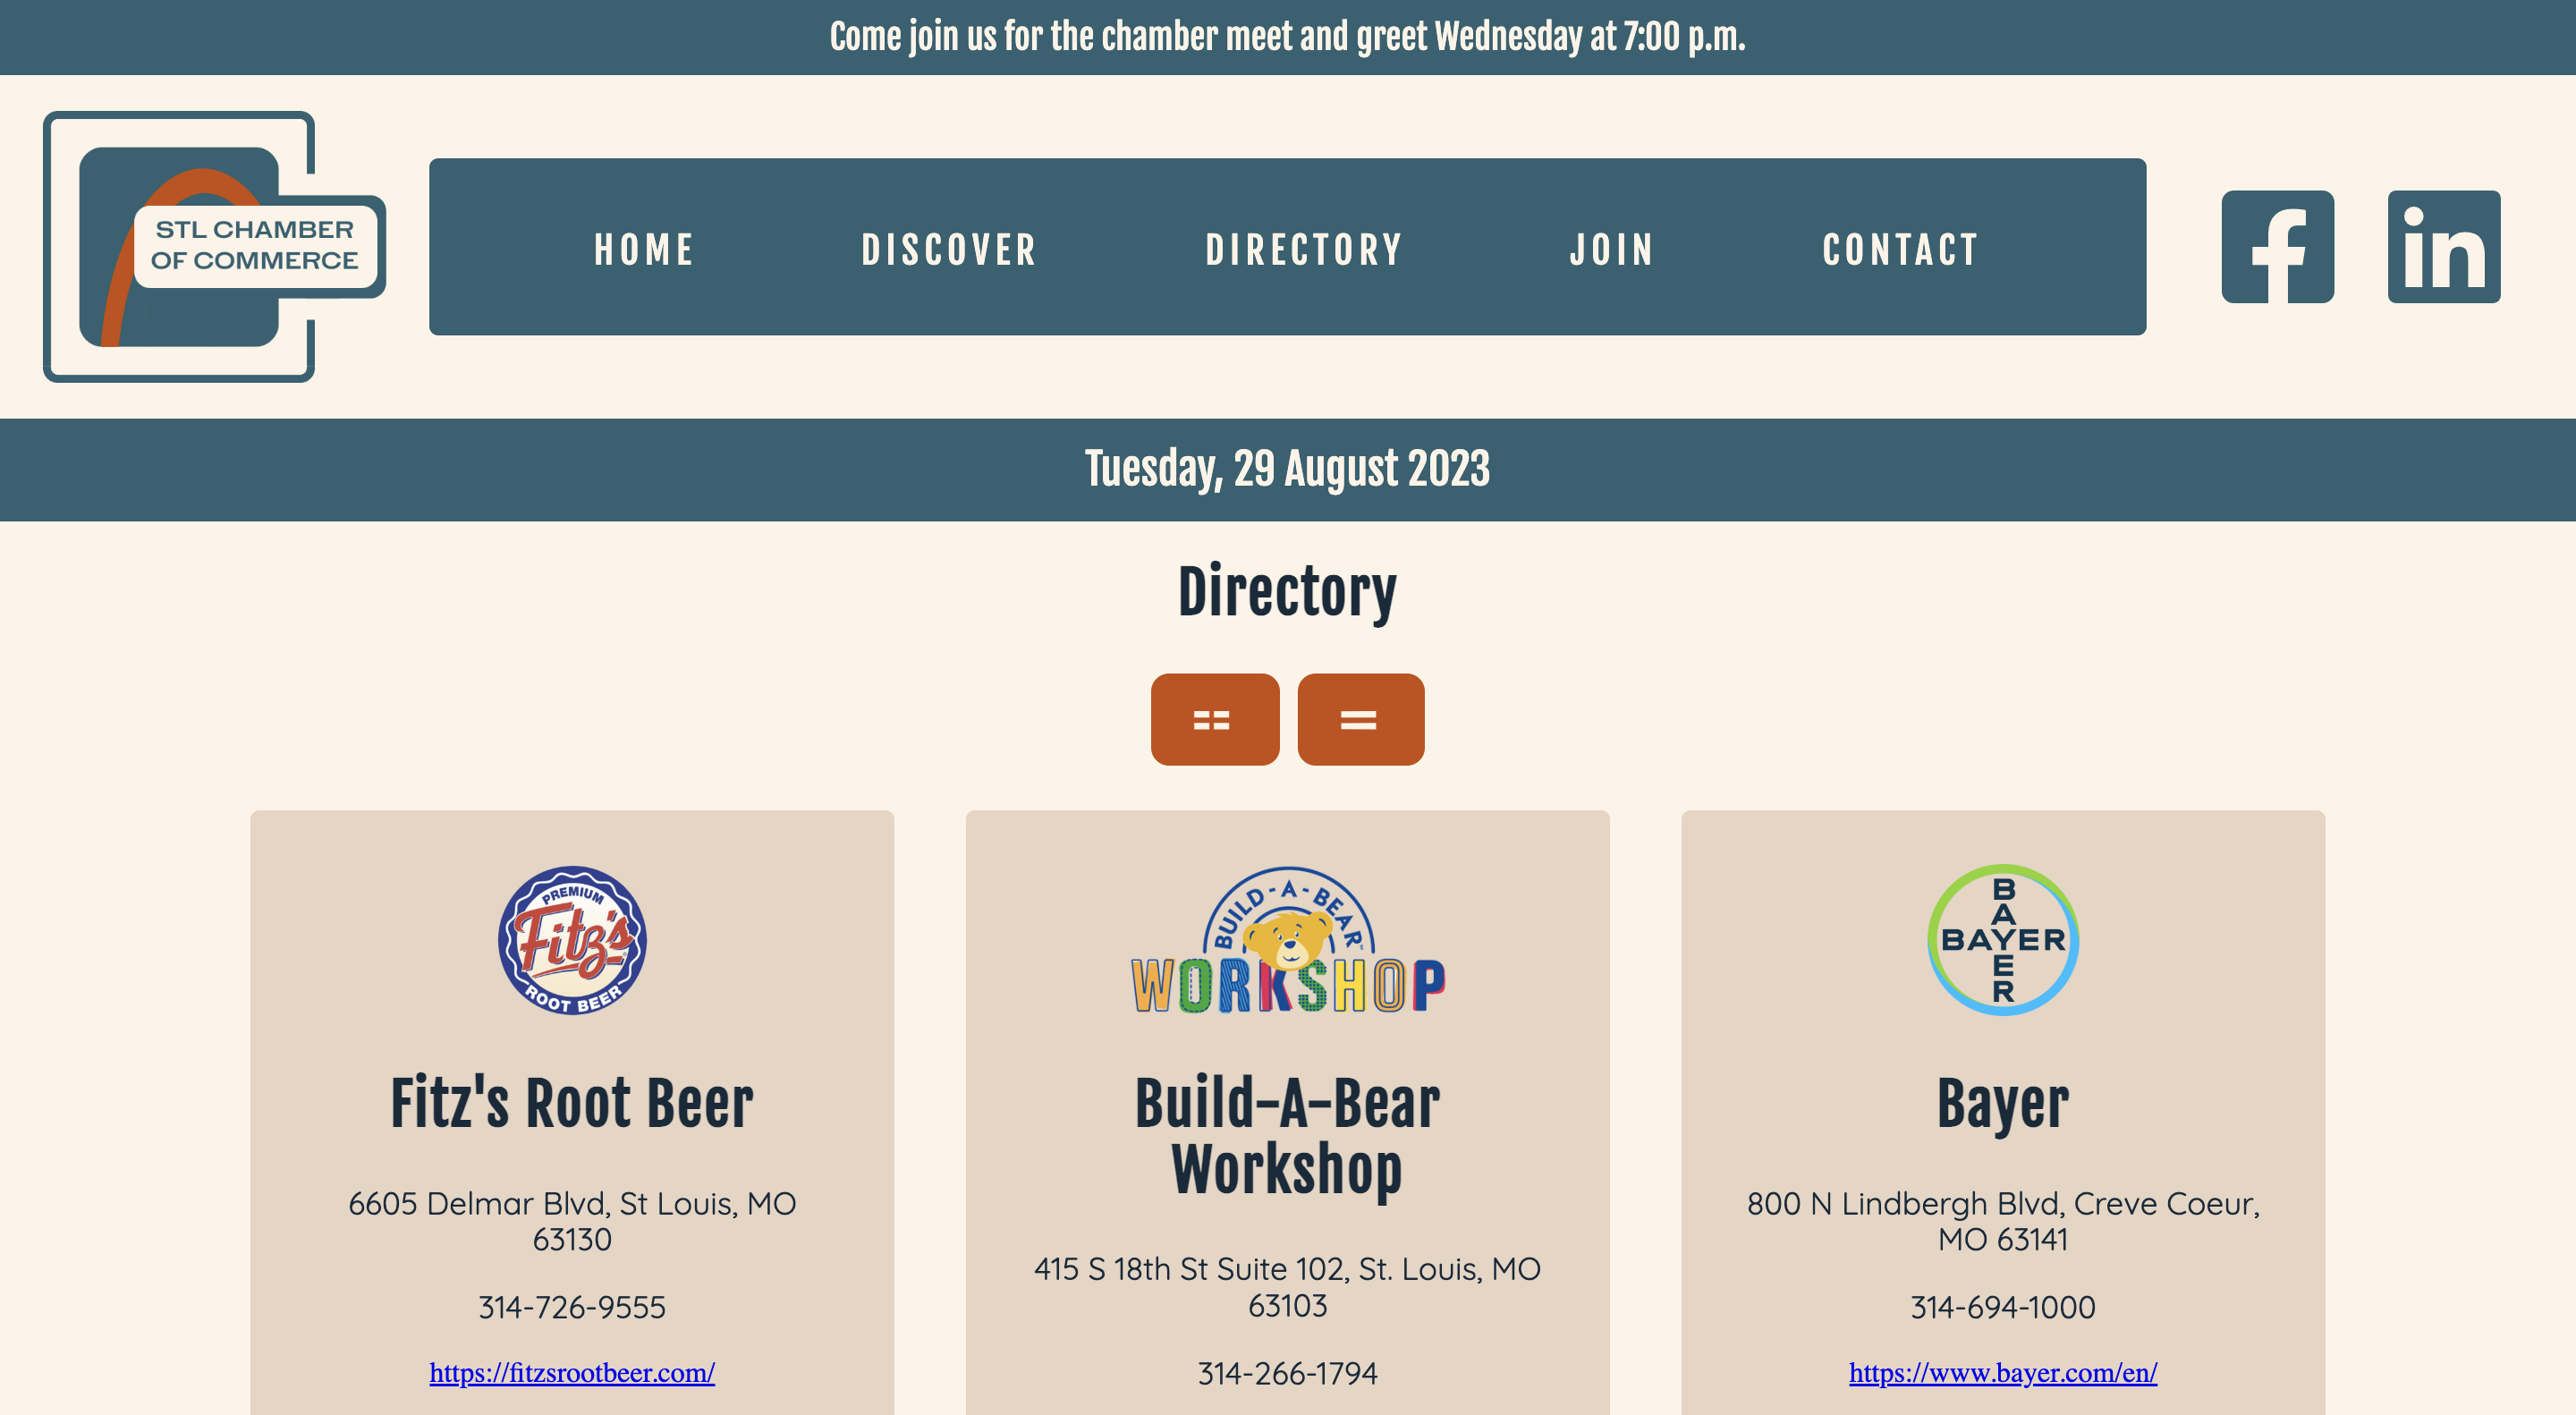 Come join us for the chamber meet and greet Wednesday at 7:00 p.m.
STL CHAMBER
OF COMMERCE
HOME DISCOVER DIRECTORY JOIN CONTACT
f in
Tuesday, 29 August 2023
Directory
PREMIUM
Fitz's
ROOT BEER
Fitz's Root Beer
6605 Delmar Blvd, St Louis, MO
63130
314-726-9555
https://fitzsrootbeer.com/
BUILD-A-BEAR
WORKSHOP
Build-A-Bear
Workshop
415 S 18th St Suite 102, St. Louis, MO
63103
314-266-1794
BAYER
BAYER
Bayer
800 N Lindbergh Blvd, Creve Coeur,
MO 63141
314-694-1000
https://www.bayer.com/en/